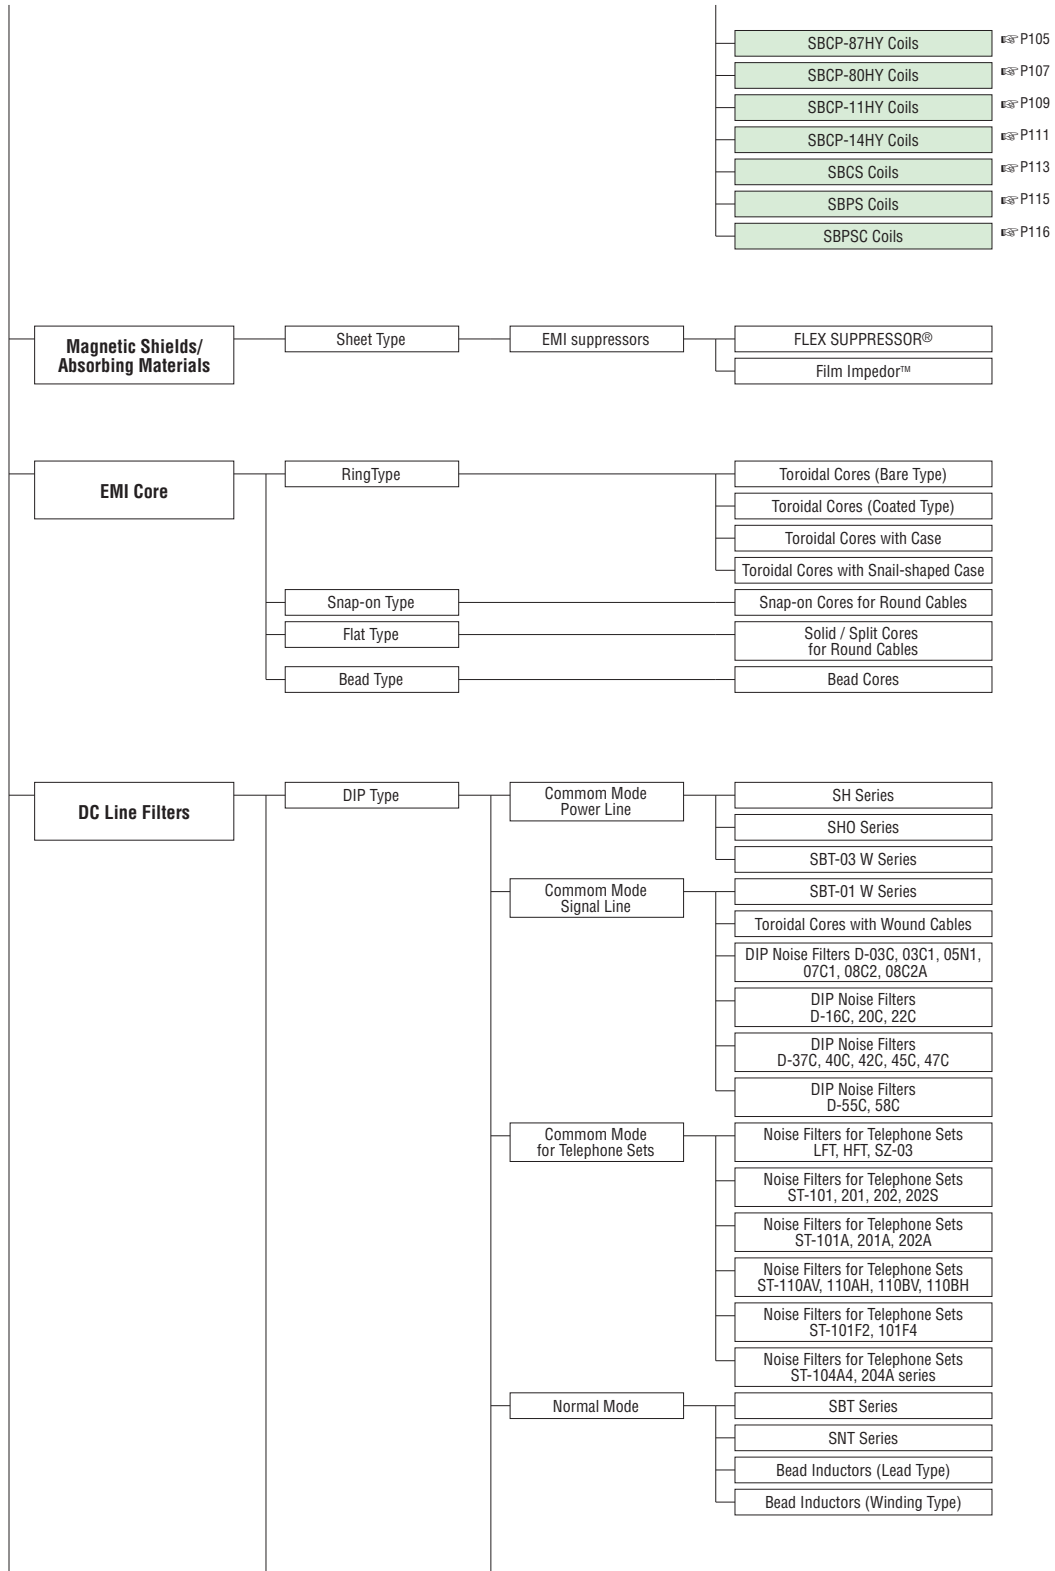 SBCP-87HY Coils ☞P105
SBCP-80HY Coils ☞P107
SBCP-11HY Coils ☞P109
SBCP-14HY Coils ☞P111
SBCS Coils ☞P113
SBPS Coils ☞P115
SBPSC Coils ☞P116
Magnetic Shields/
Absorbing Materials
Sheet Type
EMI suppressors
FLEX SUPPRESSOR®
Film Impedor™
EMI Core
RingType
Toroidal Cores (Bare Type)
Toroidal Cores (Coated Type)
Toroidal Cores with Case
Toroidal Cores with Snail-shaped Case
Snap-on Type
Snap-on Cores for Round Cables
Flat Type
Solid / Split Cores
for Round Cables
Bead Type
Bead Cores
DC Line Filters
DIP Type
Commom Mode
Power Line
SH Series
SHO Series
SBT-03 W Series
Commom Mode
Signal Line
SBT-01 W Series
Toroidal Cores with Wound Cables
DIP Noise Filters D-03C, 03C1, 05N1,
07C1, 08C2, 08C2A
DIP Noise Filters
D-16C, 20C, 22C
DIP Noise Filters
D-37C, 40C, 42C, 45C, 47C
DIP Noise Filters
D-55C, 58C
Commom Mode
for Telephone Sets
Noise Filters for Telephone Sets
LFT, HFT, SZ-03
Noise Filters for Telephone Sets
ST-101, 201, 202, 202S
Noise Filters for Telephone Sets
ST-101A, 201A, 202A
Noise Filters for Telephone Sets
ST-110AV, 110AH, 110BV, 110BH
Noise Filters for Telephone Sets
ST-101F2, 101F4
Noise Filters for Telephone Sets
ST-104A4, 204A series
Normal Mode
SBT Series
SNT Series
Bead Inductors (Lead Type)
Bead Inductors (Winding Type)